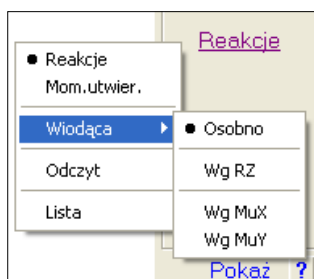 Reakcje
Reakcje
Mom.utwier.
Wiodąca
Osobno
Odczyt
Wg RZ
Lista
Wg MuX
Wg MuY
Pokaż ?